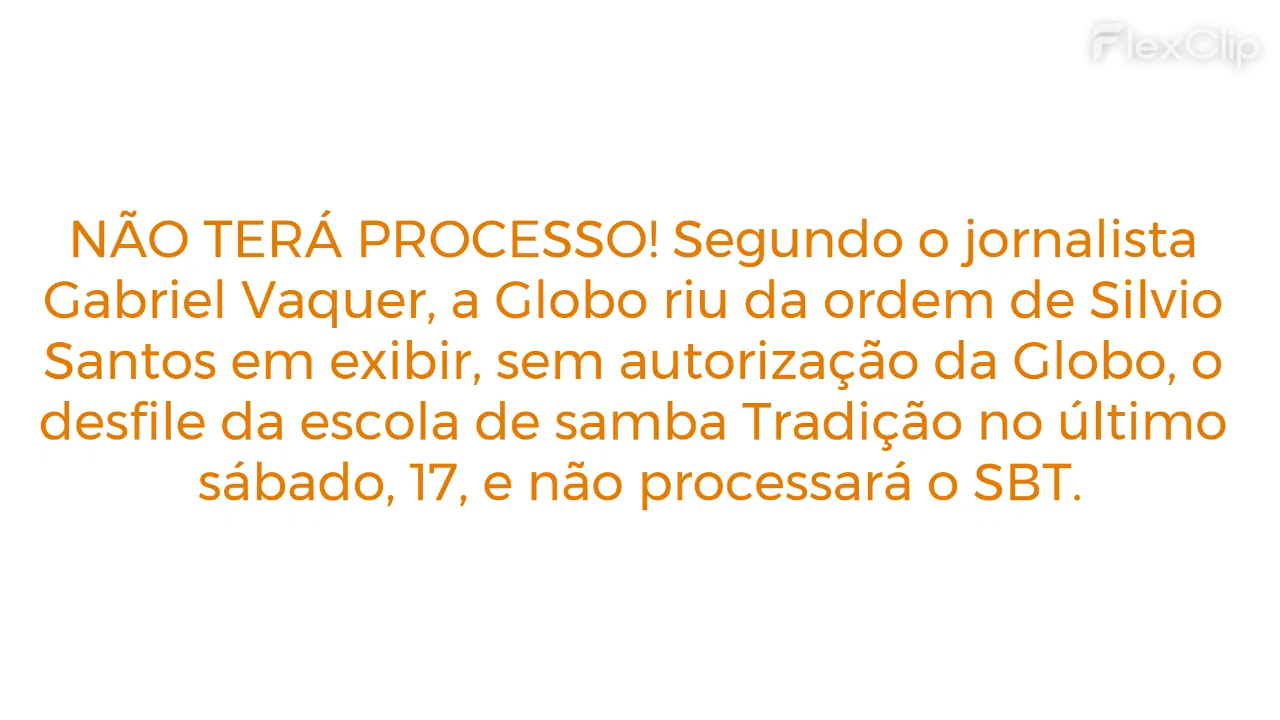 FlexClip
NÃO TERÁ PROCESSO! Segundo o jornalista
Gabriel Vaquer, a Globo riu da ordem de Silvio
Santos em exibir, sem autorização da Globo, o
desfile da escola de samba Tradição no último
sábado, 17, e não processará o SBT.